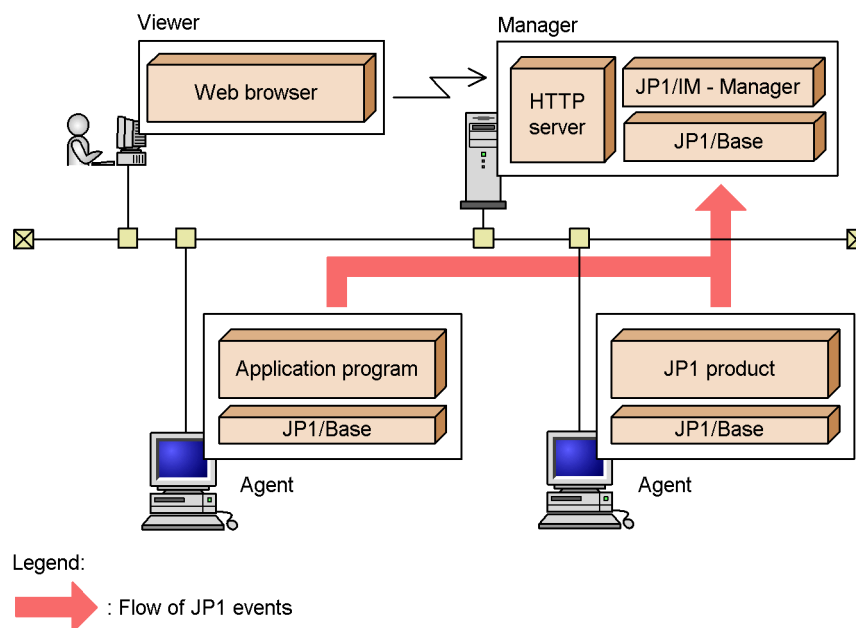 Viewer
Manager
Web browser
HTTP
server
JP1/IM - Manager
JP1/Base
Application program
JP1/Base
Agent
JP1 product
JP1/Base
Agent
Legend:
: Flow of JP1 events